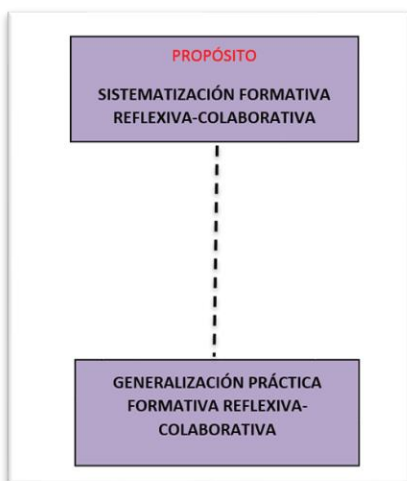 PROPÓSITO
SISTEMATIZACIÓN FORMATIVA
REFLEXIVA-COLABORATIVA
GENERALIZACIÓN PRÁCTICA
FORMATIVA REFLEXIVA-
COLABORATIVA